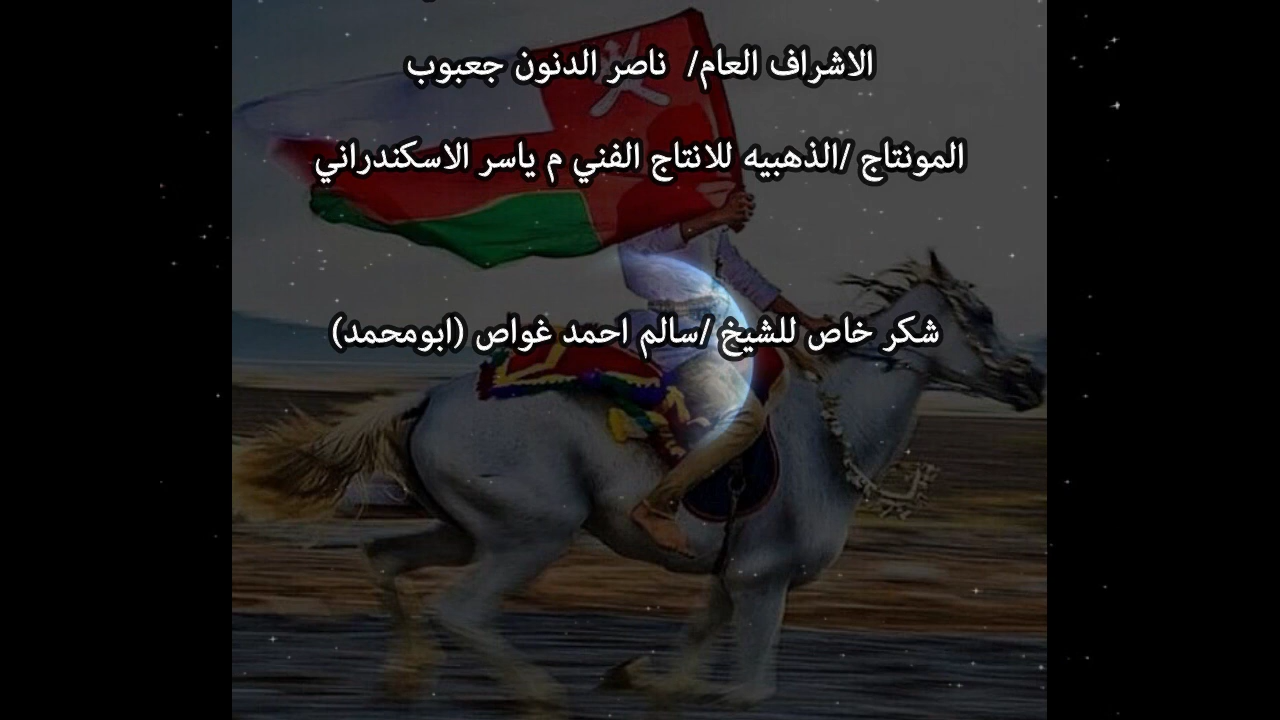 الاشراف العام/ ناصر الدنون جعبوب
المونتاج /الذهبيه للانتاج الفني م ياسر الاسكندراني
شكر خاص للشيخ /سالم احمد غواص (ابومحمد)